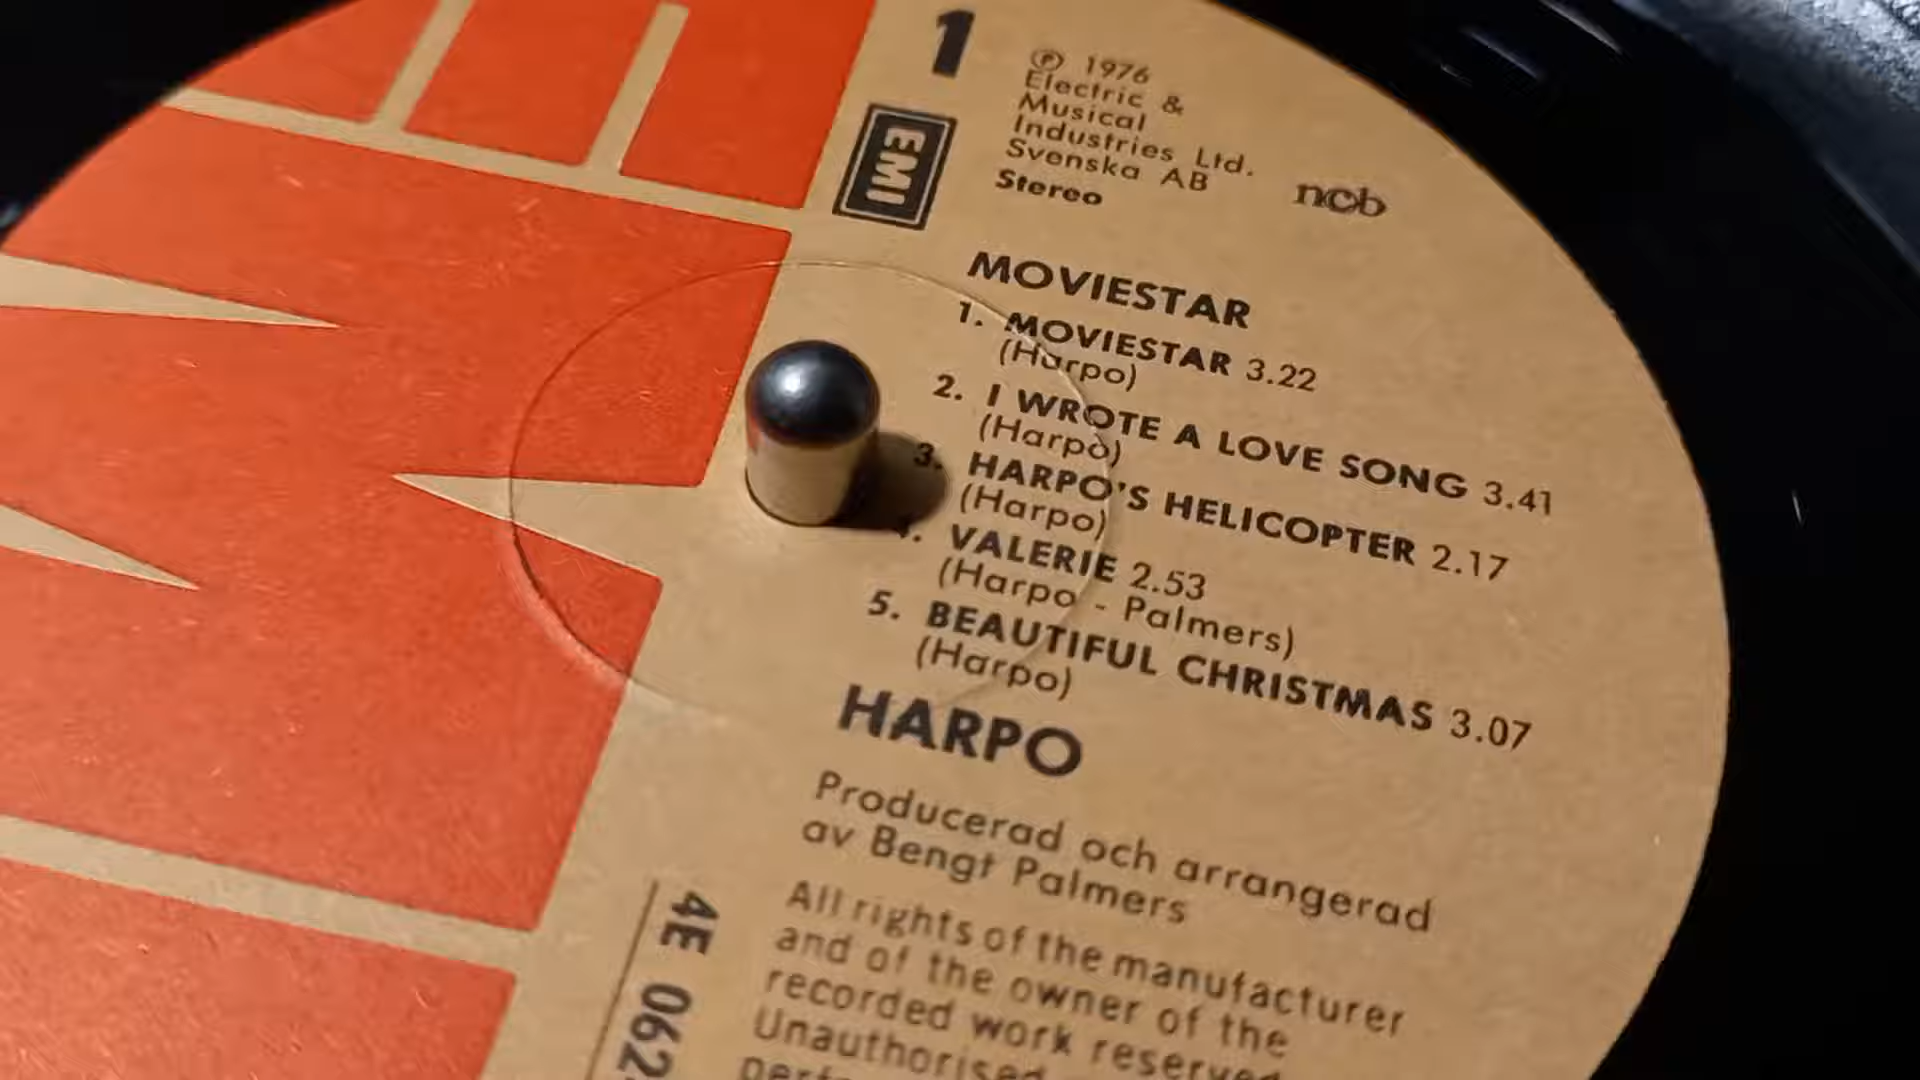 1
EMI
℗ 1976
Electric &
Musical
Industries Ltd.
Svenska AB
Stereo
ncb
MOVIESTAR
1. MOVIESTAR 3.22
(Harpo)
2. I WROTE A LOVE SONG 3.41
(Harpo)
3. HARPO'S HELICOPTER 2.17
(Harpo)
4. VALERIE 2.53
(Harpo - Palmers)
5. BEAUTIFUL CHRISTMAS 3.07
(Harpo)
HARPO
Producerad och arrangerad
av Bengt Palmers
4E 062
All rights of the manufacturer
and of the owner of the
recorded work reserved
Unauthorised